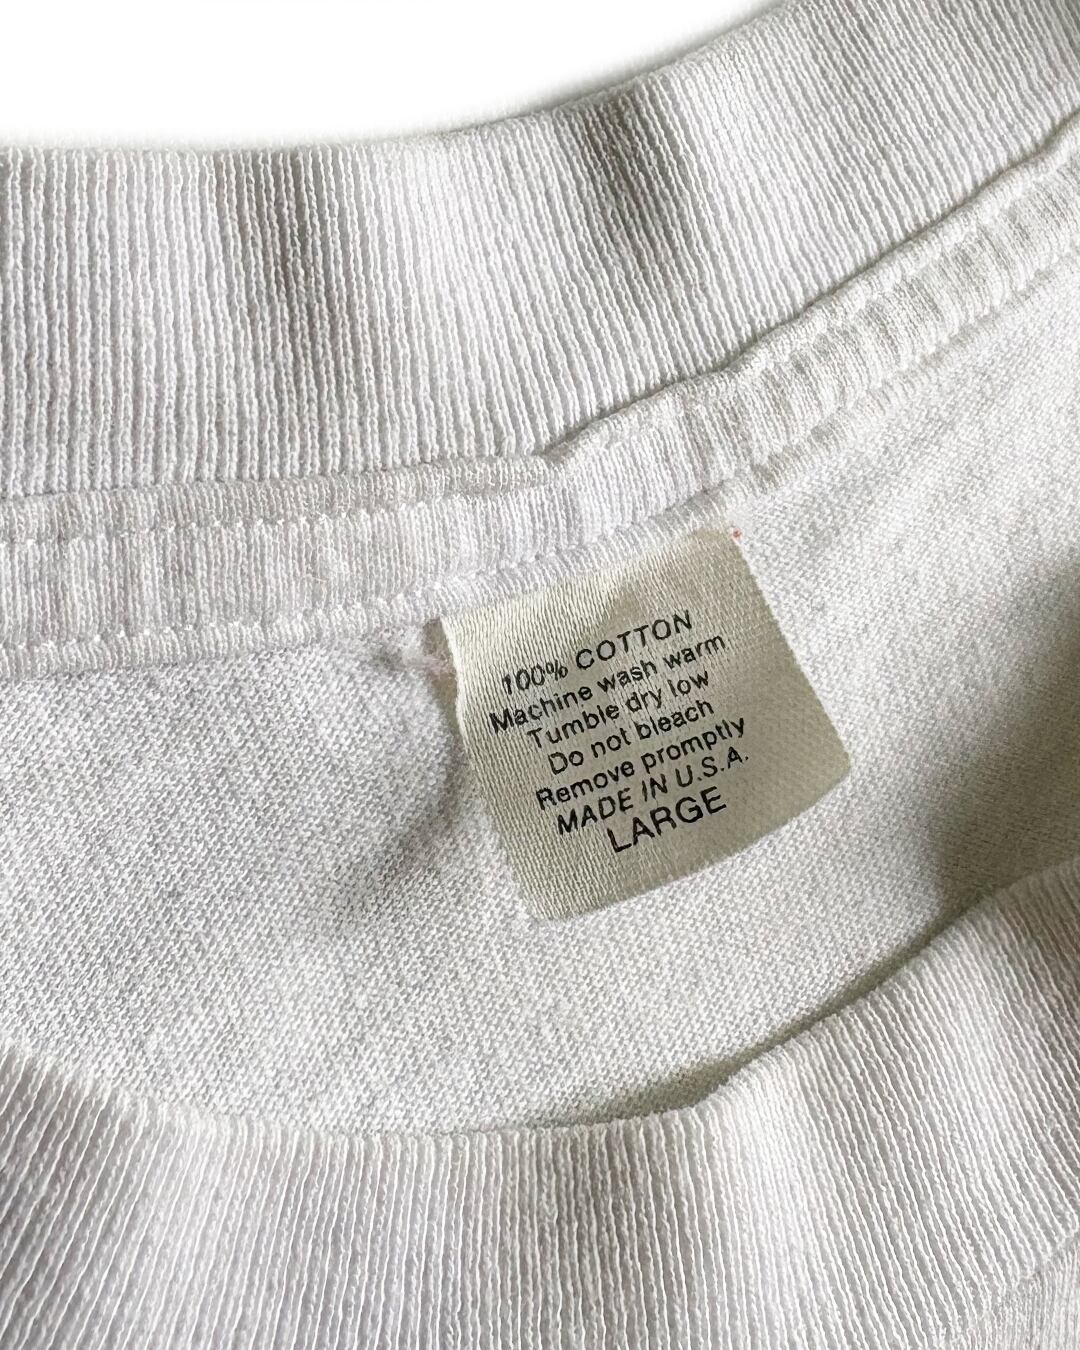 100% COTTON
Machine wash warm
Tumble dry low
Do not bleach
Remove promptly
MADE IN U.S.A.
LARGE